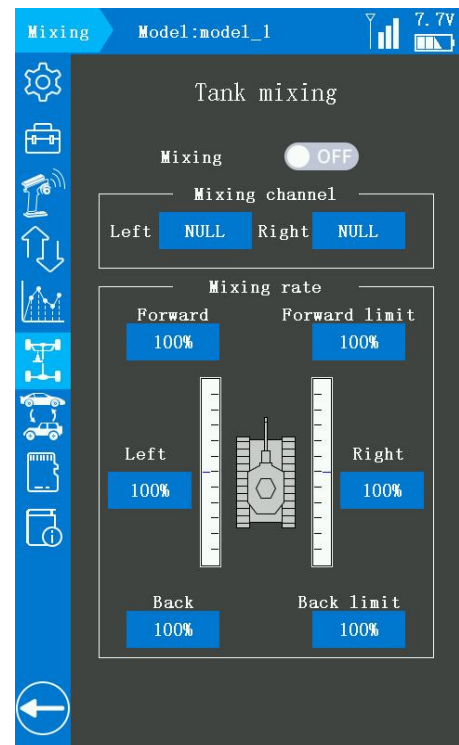 Mixing Model:model_1 7.7V
Tank mixing
Mixing OFF
Mixing channel
Left NULL Right NULL
Mixing rate
Forward Forward limit
100% 100%
Left Right
100% 100%
Back Back limit
100% 100%